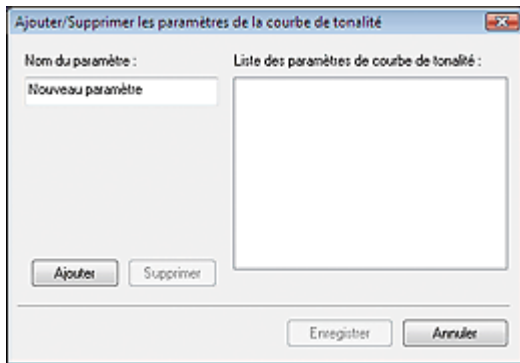 Ajouter/Supprimer les paramètres de la courbe de tonalité
Nom du paramètre :
Liste des paramètres de courbe de tonalité :
Nouveau paramètre
Ajouter
Supprimer
Enregistrer
Annuler